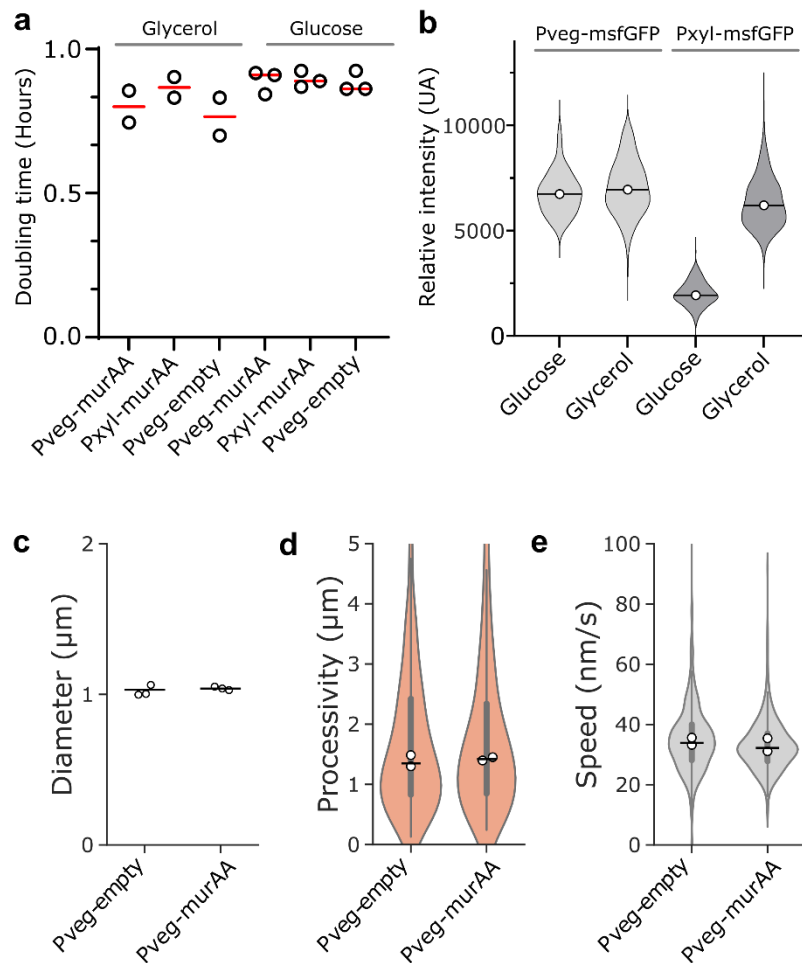 a
Glycerol Glucose
Doubling time (Hours)
1.0
0.5
0.0
Pveg-murAA
Pxyl-murAA
Pveg-empty
Pveg-murAA
Pxyl-murAA
Pveg-empty
b
Pveg-msfGFP Pxyl-msfGFP
Relative intensity (UA)
10000
5000
0
Glucose
Glycerol
Glucose
Glycerol
c
Diameter (µm)
2
1
0
Pveg-empty
Pveg-murAA
d
Processivity (µm)
5
4
3
2
1
0
Pveg-empty
Pveg-murAA
e
Speed (nm/s)
100
80
60
40
20
0
Pveg-empty
Pveg-murAA